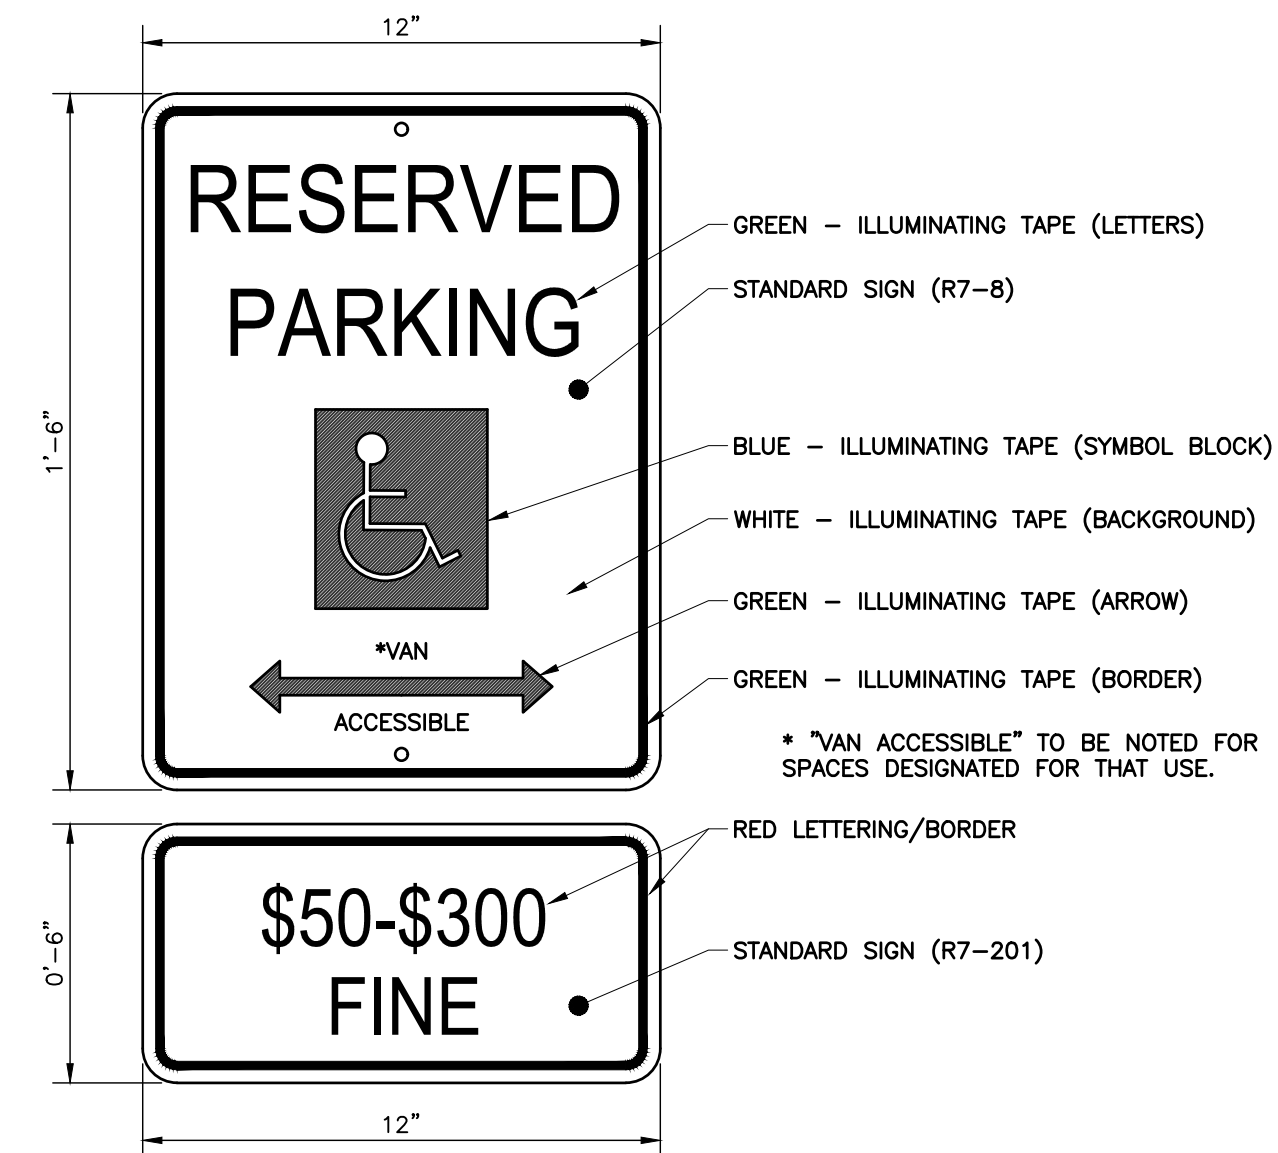 12"
1'-6"
RESERVED
PARKING
*VAN
ACCESSIBLE
GREEN - ILLUMINATING TAPE (LETTERS)
STANDARD SIGN (R7-8)
BLUE - ILLUMINATING TAPE (SYMBOL BLOCK)
WHITE - ILLUMINATING TAPE (BACKGROUND)
GREEN - ILLUMINATING TAPE (ARROW)
GREEN - ILLUMINATING TAPE (BORDER)
* "VAN ACCESSIBLE" TO BE NOTED FOR
SPACES DESIGNATED FOR THAT USE.
0'-6"
$50-$300
FINE
RED LETTERING/BORDER
STANDARD SIGN (R7-201)
12"